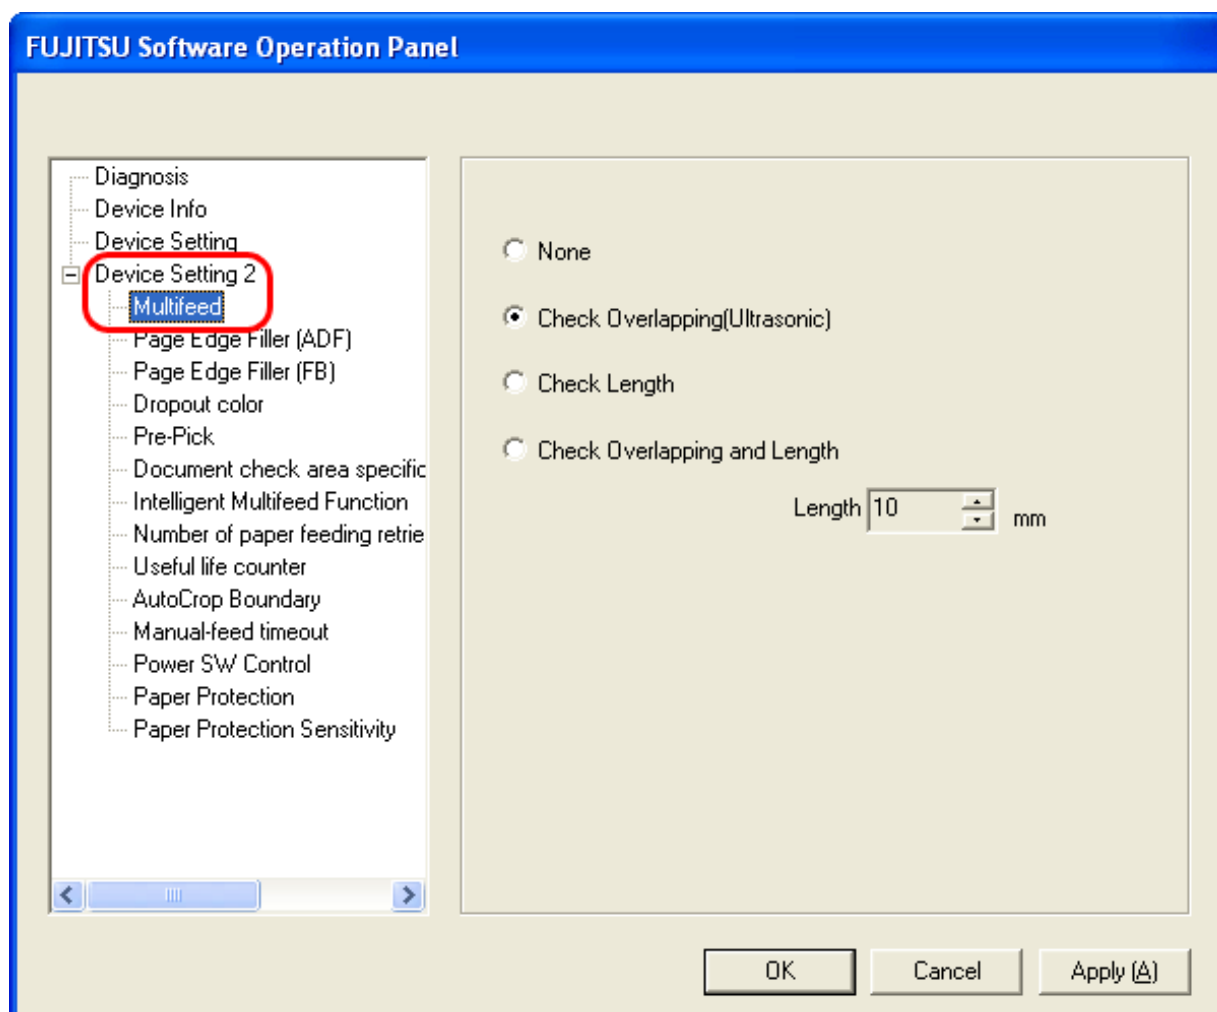 FUJITSU Software Operation Panel
Diagnosis
Device Info
Device Setting
Device Setting 2
Multifeed
Page Edge Filler (ADF)
Page Edge Filler (FB)
Dropout color
Pre-Pick
Document check area specific
Intelligent Multifeed Function
Number of paper feeding retrie
Useful life counter
AutoCrop Boundary
Manual-feed timeout
Power SW Control
Paper Protection
Paper Protection Sensitivity
None
Check Overlapping(Ultrasonic)
Check Length
Check Overlapping and Length
Length 10 mm
OK Cancel Apply (A)